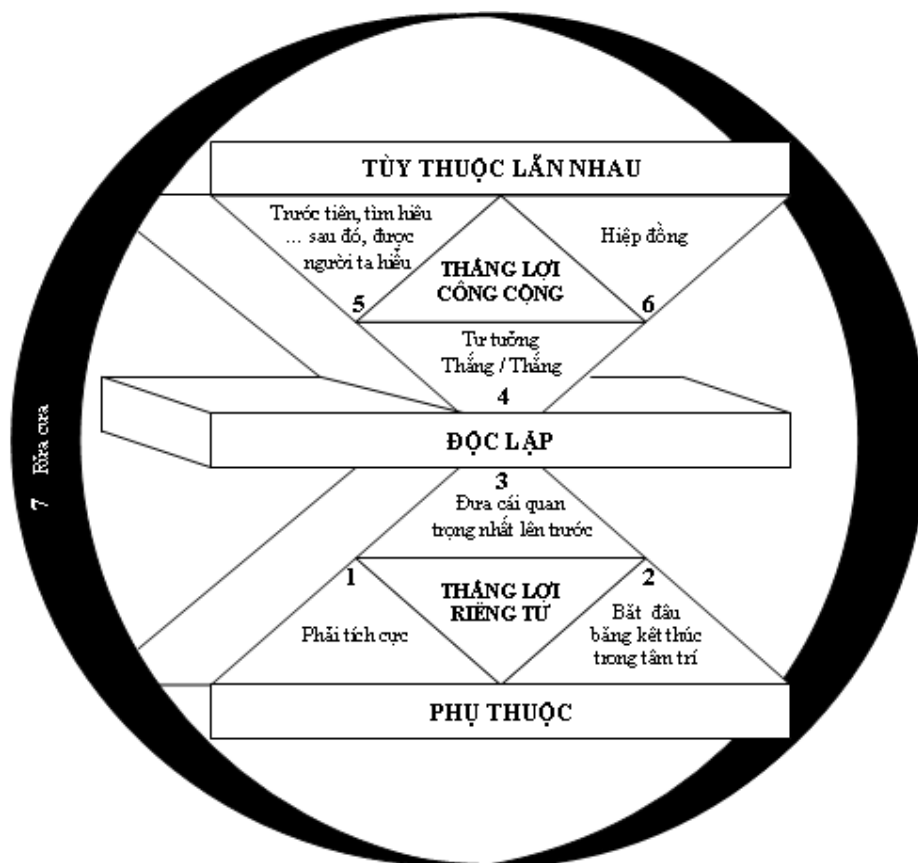 TÙY THUỘC LẪN NHAU
Trước tiên, tìm hiểu
... sau đó, được
người ta hiểu
5
THẮNG LỢI
CÔNG CỘNG
Hiệp đồng
6
Tư tưởng
Thắng / Thắng
4
ĐỘC LẬP
3
Đưa cái quan
trọng nhất lên trước
1
Phải tích cực
THẮNG LỢI
RIÊNG TƯ
2
Bắt đâu
băng kết thúc
trong tâm trí
PHỤ THUỘC
7 Rửa cưa